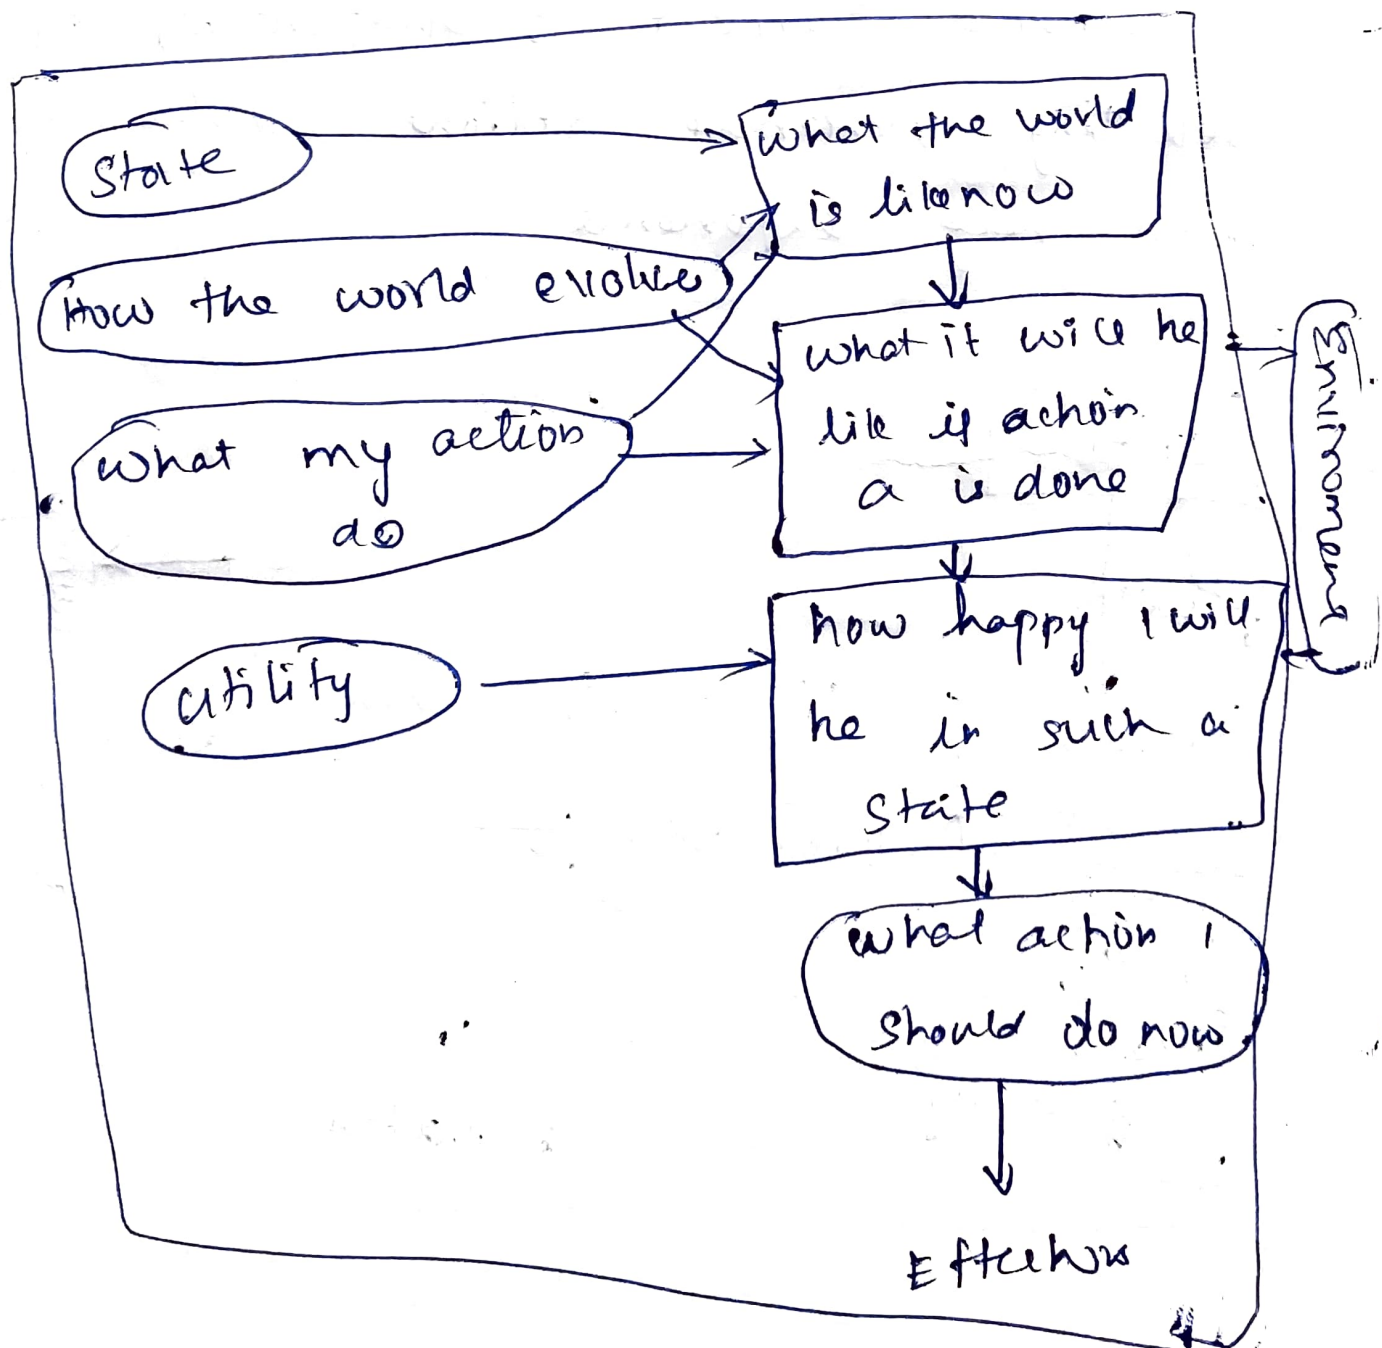 State
what the world
is like now
How the world evolve
what my action
do
what it will be
like if action
a is done
Environment
utility
how happy I will
be in such a
state
what action I
should do now
Effectors